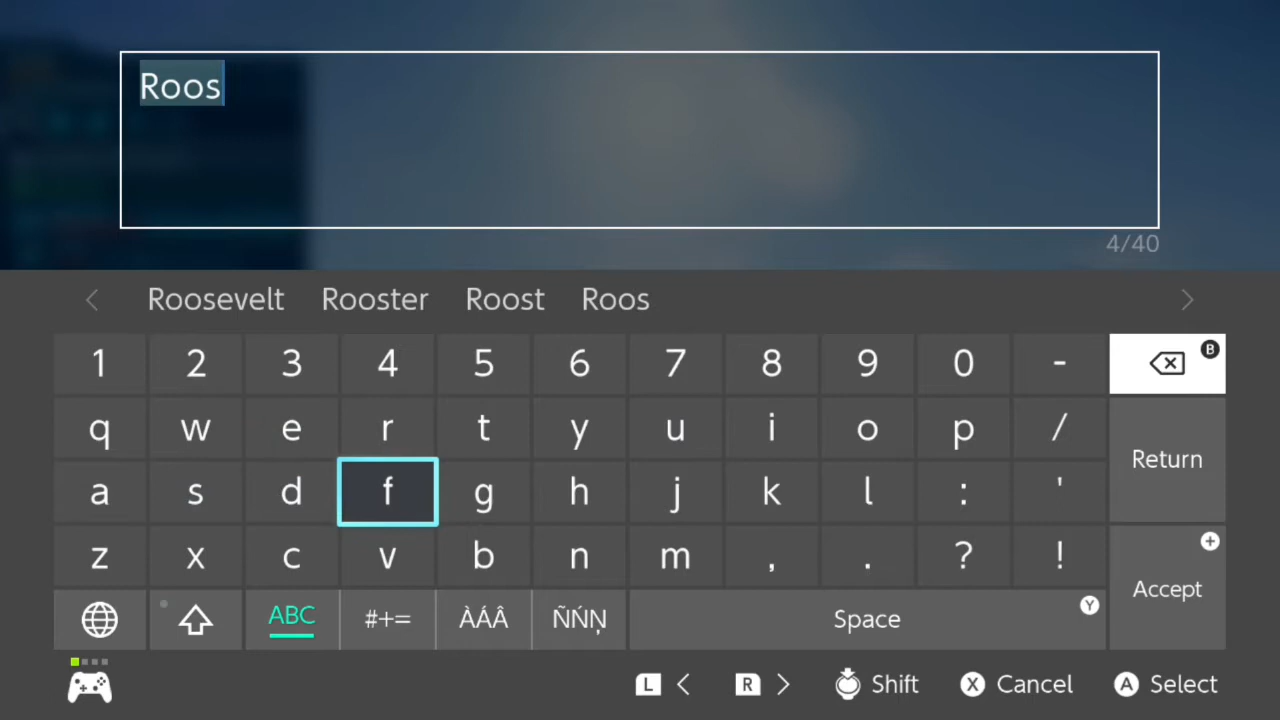 Roos
4/40
Roosevelt Rooster Roost Roos
1 2 3 4 5 6 7 8 9 0 - B
q w e r t y u i o p /
Return
a s d f g h j k l : '
z x c v b n m , . ? ! +
Accept
ABC #+= ÀÁÂ ÑŃŅ Space Y
L R Shift X Cancel A Select